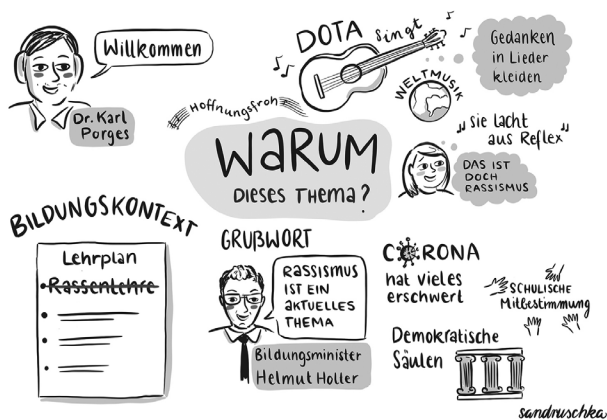 Willkommen
Dr. Karl
Porges
DOTA singt
Gedanken
in Lieder
kleiden
WELTMUSIK
Hoffnungsfroh
WARUM
DIESES THEMA?
„Sie lacht
aus Reflex"
DAS IST
DOCH
RASSISMUS
BILDUNGSKONTEXT
Lehrplan
Rassenlehre
GRUẞWORT
RASSISMUS
IST EIN
AKTUELLES
THEMA
Bildungsminister
Helmut Holler
CORONA
hat vieles
erschwert
SCHULISCHE
Mitbestimmung
Demokratische
Säulen
sandruschka